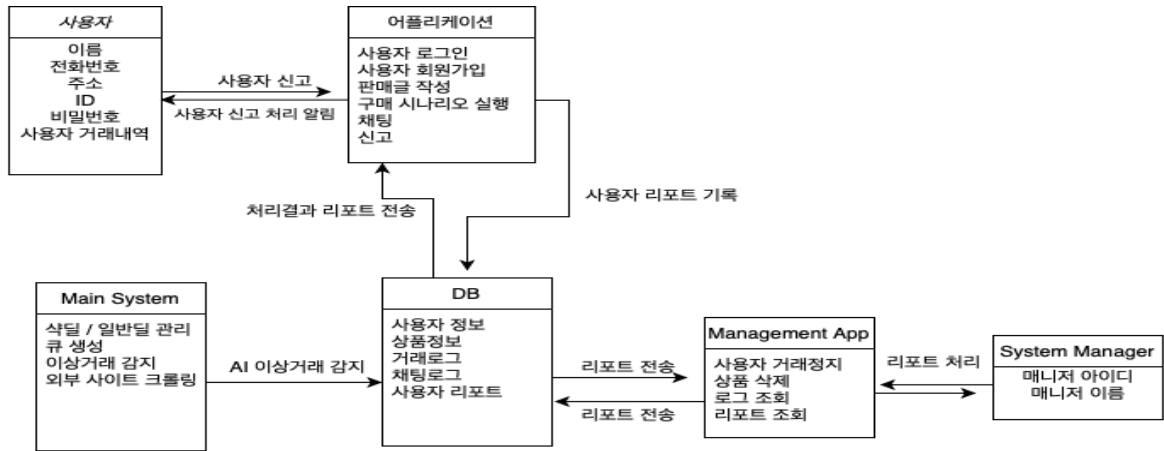 사용자
이름
전화번호
주소
ID
비밀번호
사용자 거래내역
사용자 신고
사용자 신고 처리 알림
어플리케이션
사용자 로그인
사용자 회원가입
판매글 작성
구매 시나리오 실행
채팅
신고
처리결과 리포트 전송
사용자 리포트 기록
Main System
샥딜 / 일반딜 관리
큐 생성
이상거래 감지
외부 사이트 크롤링
AI 이상거래 감지
DB
사용자 정보
상품정보
거래로그
채팅로그
사용자 리포트
리포트 전송
리포트 전송
Management App
사용자 거래정지
상품 삭제
로그 조회
리포트 조회
리포트 처리
System Manager
매니저 아이디
매니저 이름